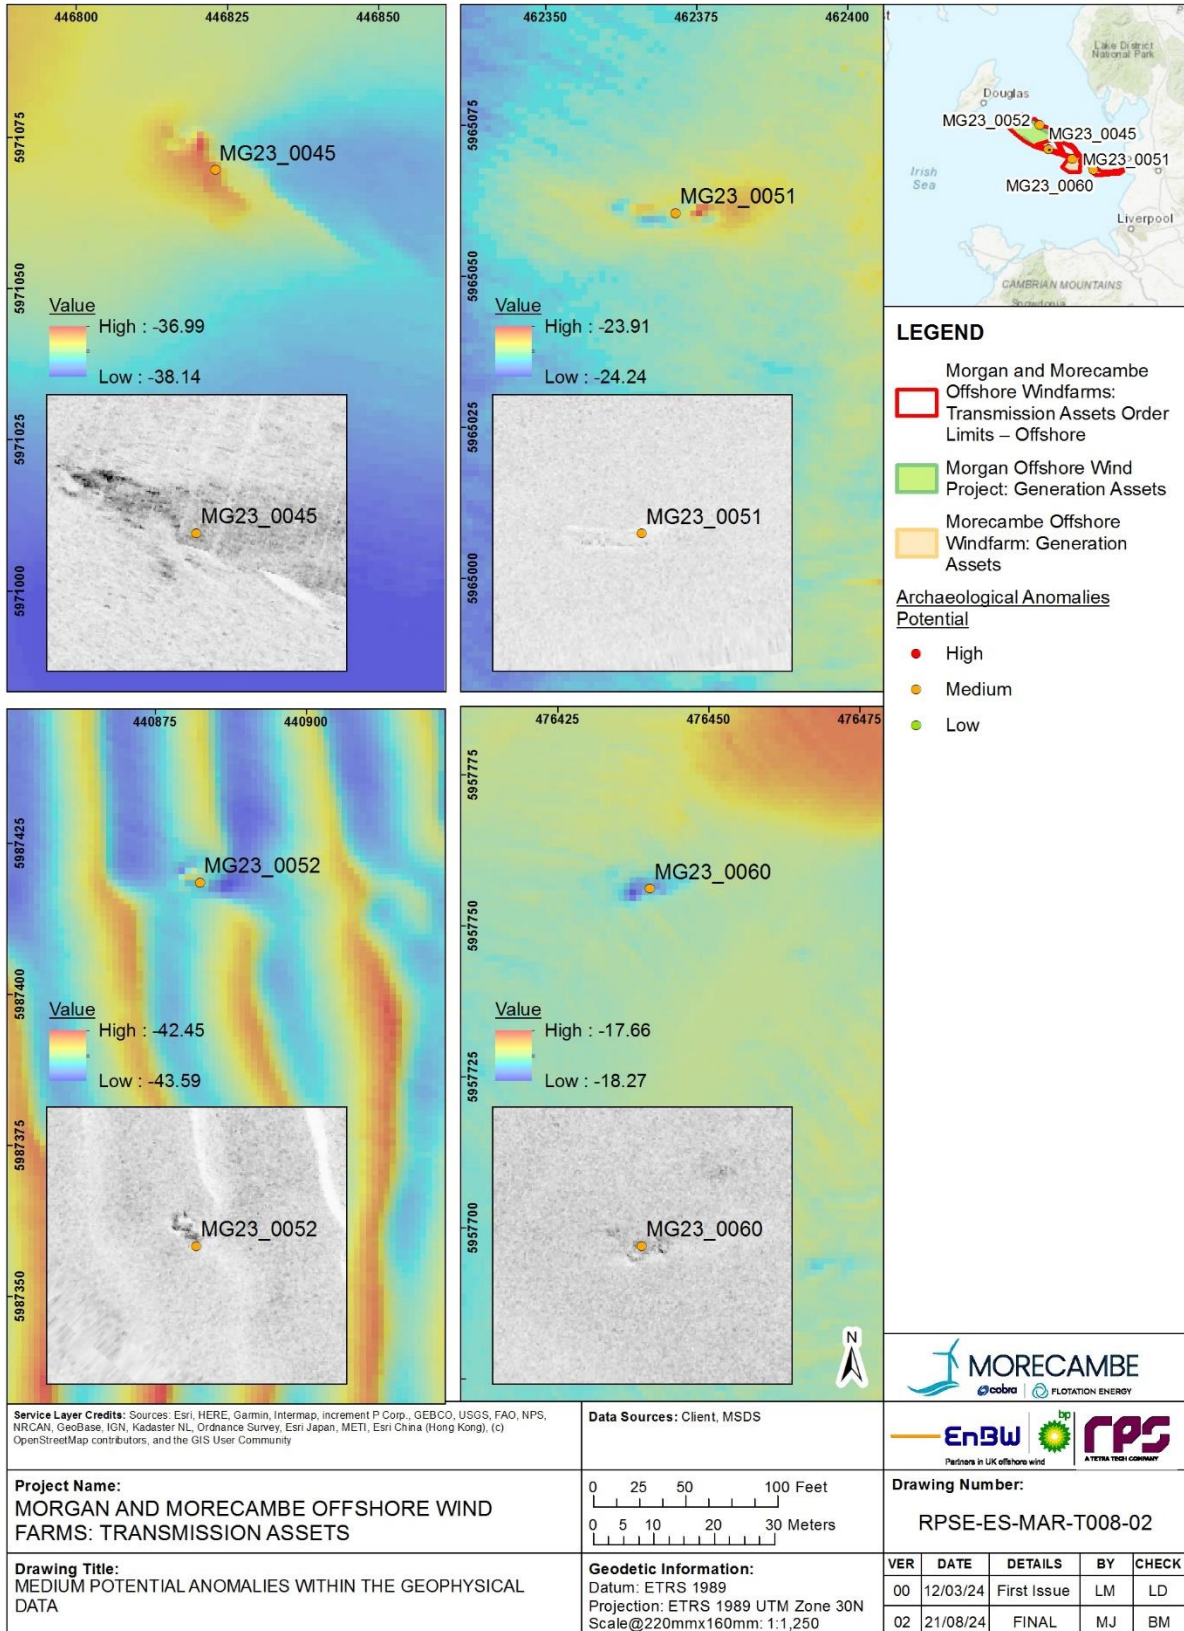 446800 446825 446850
5971075
5971050
5971025
5971000
MG23_0045
Value
High : -36.99
Low : -38.14
MG23_0045
462350 462375 462400
5965075
5965050
5965025
5965000
MG23_0051
Value
High : -23.91
Low : -24.24
MG23_0051
440875 440900
5987425
5987400
5987375
5987350
MG23_0052
Value
High : -42.45
Low : -43.59
MG23_0052
476425 476450 476475
5957775
5957750
5957725
5957700
MG23_0060
Value
High : -17.66
Low : -18.27
MG23_0060
N
Lake District
National Park
Douglas
MG23_0052
MG23_0045
MG23_0051
MG23_0060
Irish
Sea
Liverpool
CAMBRIAN MOUNTAINS
LEGEND
Morgan and Morecambe
Offshore Windfarms:
Transmission Assets Order
Limits – Offshore
Morgan Offshore Wind
Project: Generation Assets
Morecambe Offshore
Windfarm: Generation
Assets
Archaeological Anomalies
Potential
High
Medium
Low
MORECAMBE
cobra FLOTATION ENERGY
EnBW bp rps
Partners in UK offshore wind
A TETRA TECH COMPANY
Service Layer Credits: Sources: Esri, HERE, Garmin, Intermap, increment P Corp., GEBCO, USGS, FAO, NPS,
NRCAN, GeoBase, IGN, Kadaster NL, Ordnance Survey, Esri Japan, METI, Esri China (Hong Kong), (c)
OpenStreetMap contributors, and the GIS User Community
Data Sources: Client, MSDS
Project Name:
MORGAN AND MORECAMBE OFFSHORE WIND
FARMS: TRANSMISSION ASSETS
0 25 50 100 Feet
0 5 10 20 30 Meters
Drawing Title:
MEDIUM POTENTIAL ANOMALIES WITHIN THE GEOPHYSICAL
DATA
Geodetic Information:
Datum: ETRS 1989
Projection: ETRS 1989 UTM Zone 30N
Scale@220mmx160mm: 1:1,250
Drawing Number:
RPSE-ES-MAR-T008-02
VER DATE DETAILS BY CHECK
00 12/03/24 First Issue LM LD
02 21/08/24 FINAL MJ BM